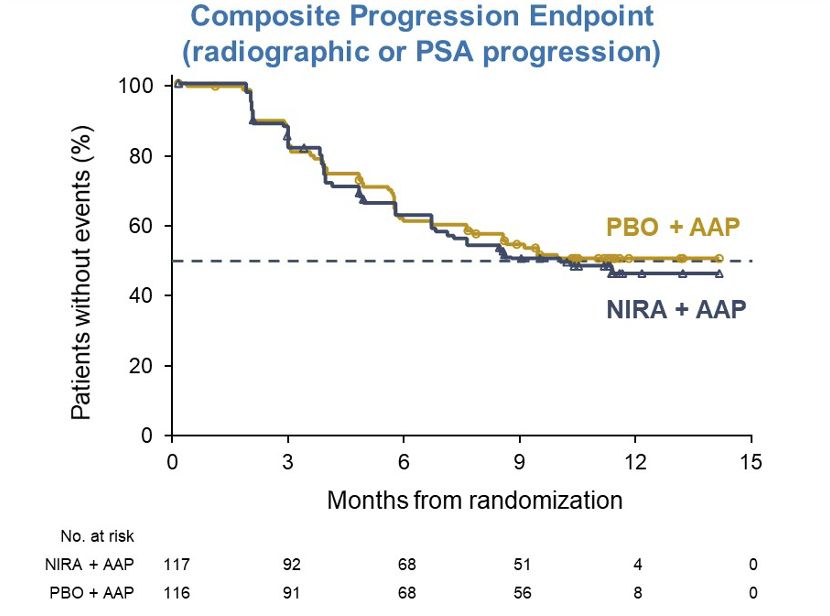 Composite Progression Endpoint
(radiographic or PSA progression)
Patients without events (%)
100
80
60
40
20
0
PBO + AAP
NIRA + AAP
0 3 6 9 12 15
Months from randomization
No. at risk
NIRA + AAP 117 92 68 51 4 0
PBO + AAP 116 91 68 56 8 0